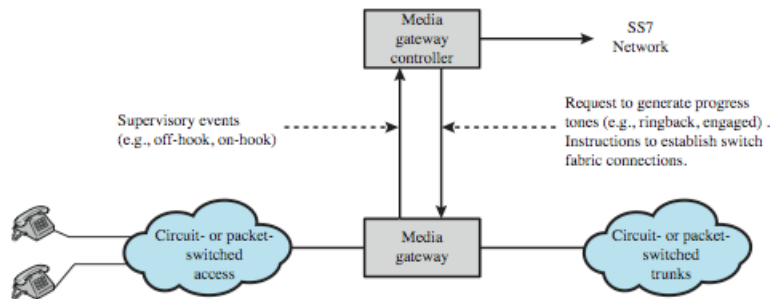 Media
gateway
controller
SS7
Network
Supervisory events
(e.g., off-hook, on-hook)
Request to generate progress
tones (e.g., ringback, engaged) .
Instructions to establish switch
fabric connections.
Circuit- or packet-
switched
access
Media
gateway
Circuit- or packet-
switched
trunks